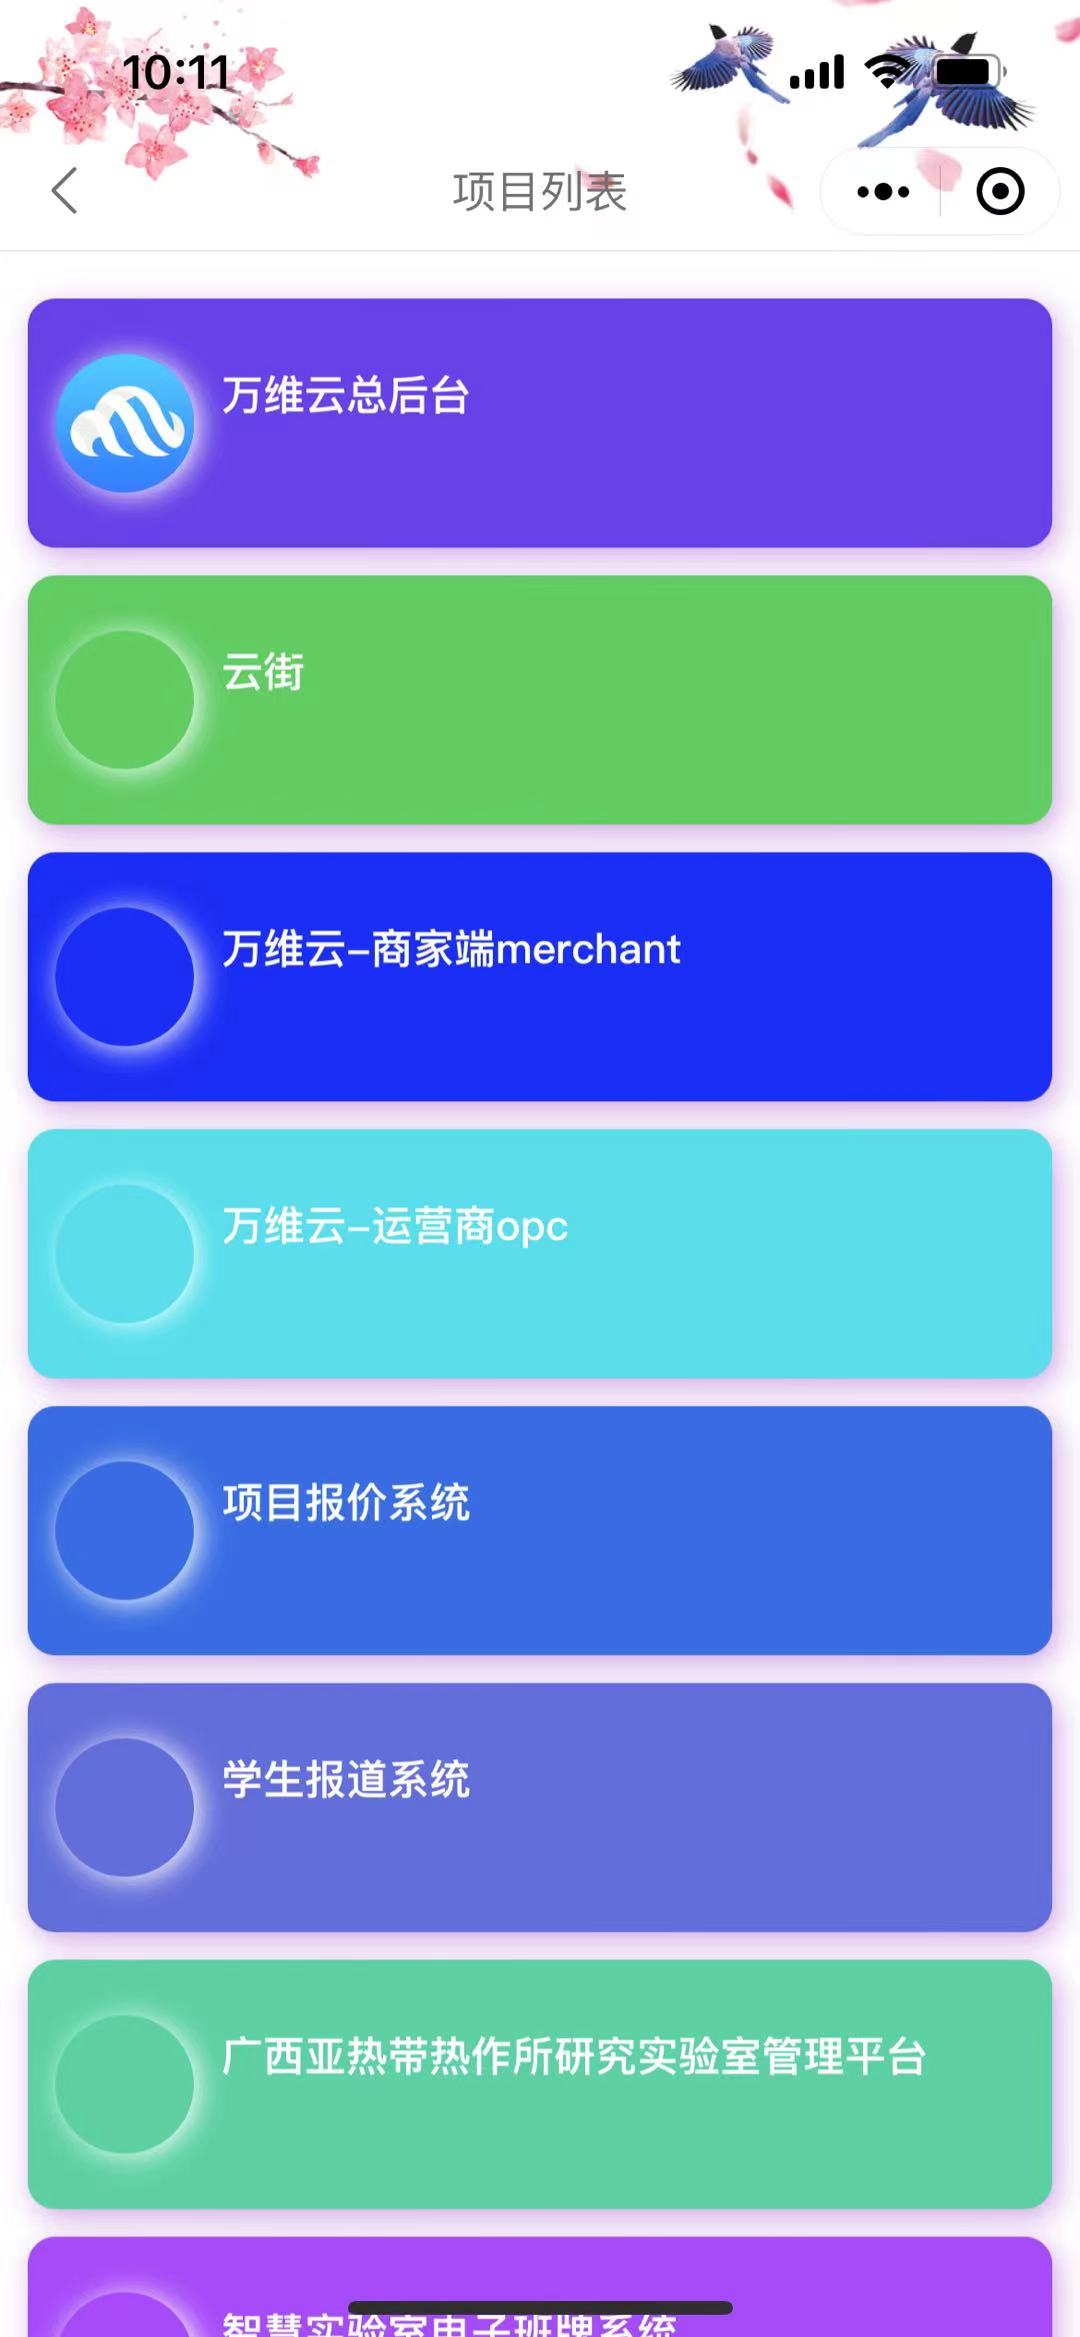 10:11
项目列表
万维云总后台
云街
万维云-商家端merchant
万维云-运营商opc
项目报价系统
学生报道系统
广西亚热带热作所研究实验室管理平台
智慧实验室电子班牌系统